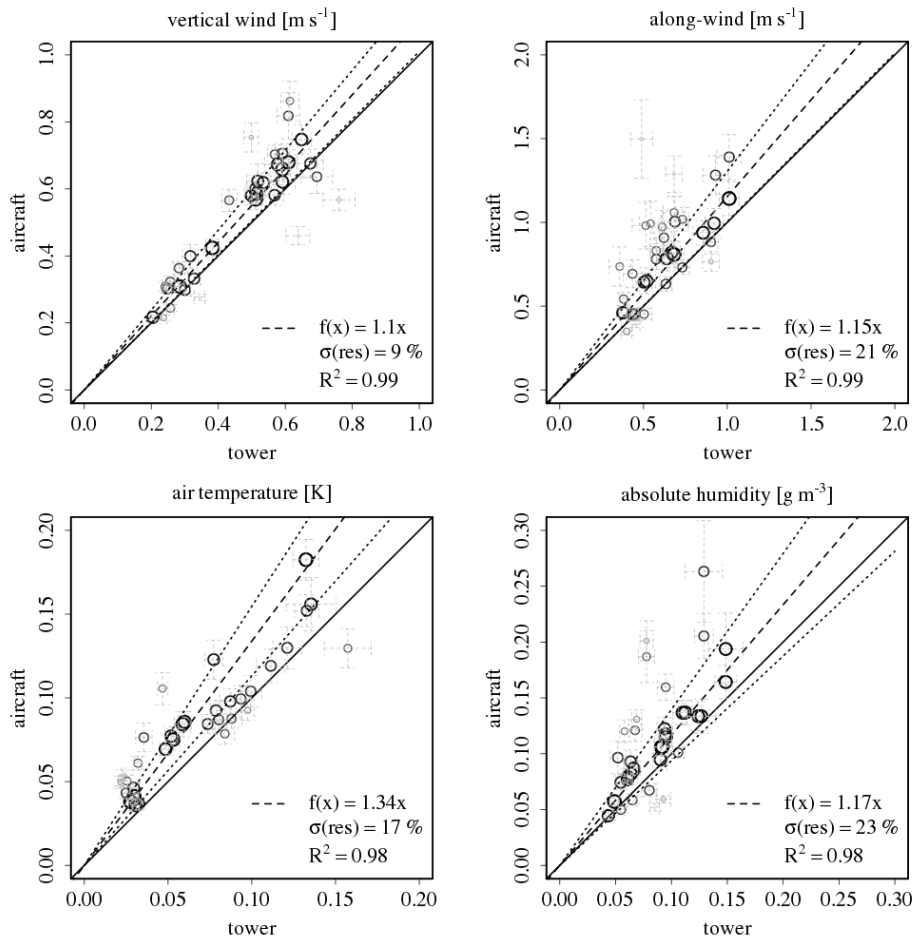 vertical wind [m s⁻¹]
aircraft
1.0
0.8
0.6
0.4
0.2
0.0
f(x) = 1.1x
σ(res) = 9 %
R² = 0.99
0.0 0.2 0.4 0.6 0.8 1.0
tower
along-wind [m s⁻¹]
aircraft
2.0
1.5
1.0
0.5
0.0
f(x) = 1.15x
σ(res) = 21 %
R² = 0.99
0.0 0.5 1.0 1.5 2.0
tower
air temperature [K]
aircraft
0.20
0.15
0.10
0.05
0.00
f(x) = 1.34x
σ(res) = 17 %
R² = 0.98
0.00 0.05 0.10 0.15 0.20
tower
absolute humidity [g m⁻³]
aircraft
0.30
0.25
0.20
0.15
0.10
0.05
0.00
f(x) = 1.17x
σ(res) = 23 %
R² = 0.98
0.00 0.05 0.10 0.15 0.20 0.25 0.30
tower